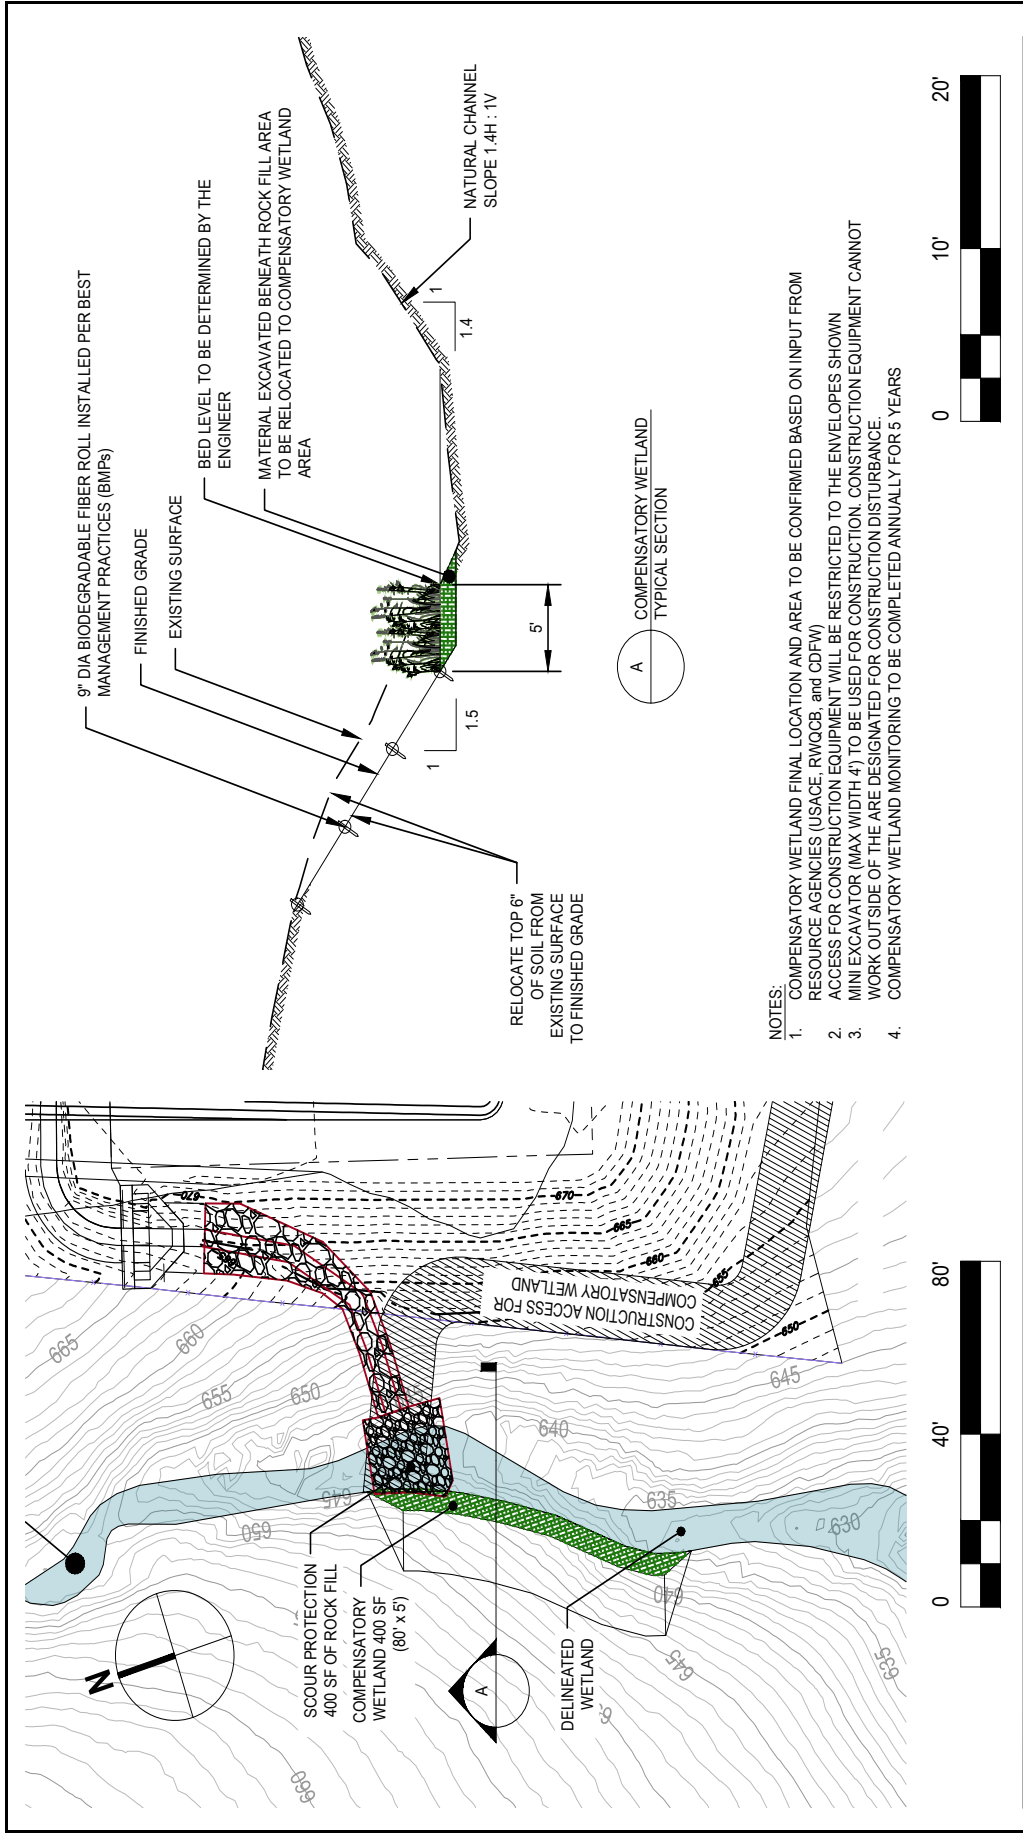 N
665
660
655
650
645
650
640
635
630
640
645
645
635
660
670
670
665
660
655
650
CONSTRUCTION ACCESS FOR
COMPENSATORY WETLAND
SCOUR PROTECTION
400 SF OF ROCK FILL
COMPENSATORY
WETLAND 400 SF
(80' x 5')
A
DELINEATED
WETLAND
0
40'
80'
9" DIA BIODEGRADABLE FIBER ROLL INSTALLED PER BEST
MANAGEMENT PRACTICES (BMPs)
FINISHED GRADE
EXISTING SURFACE
BED LEVEL TO BE DETERMINED BY THE
ENGINEER
MATERIAL EXCAVATED BENEATH ROCK FILL AREA
TO BE RELOCATED TO COMPENSATORY WETLAND
AREA
NATURAL CHANNEL
SLOPE 1.4H : 1V
1
1.4
1
1.5
5'
RELOCATE TOP 6"
OF SOIL FROM
EXISTING SURFACE
TO FINISHED GRADE
A
COMPENSATORY WETLAND
TYPICAL SECTION
NOTES:
1. COMPENSATORY WETLAND FINAL LOCATION AND AREA TO BE CONFIRMED BASED ON INPUT FROM
RESOURCE AGENCIES (USACE, RWQCB, and CDFW)
2. ACCESS FOR CONSTRUCTION EQUIPMENT WILL BE RESTRICTED TO THE ENVELOPES SHOWN
3. MINI EXCAVATOR (MAX WIDTH 4') TO BE USED FOR CONSTRUCTION. CONSTRUCTION EQUIPMENT CANNOT
WORK OUTSIDE OF THE ARE DESIGNATED FOR CONSTRUCTION DISTURBANCE.
4. COMPENSATORY WETLAND MONITORING TO BE COMPLETED ANNUALLY FOR 5 YEARS
0
10'
20'